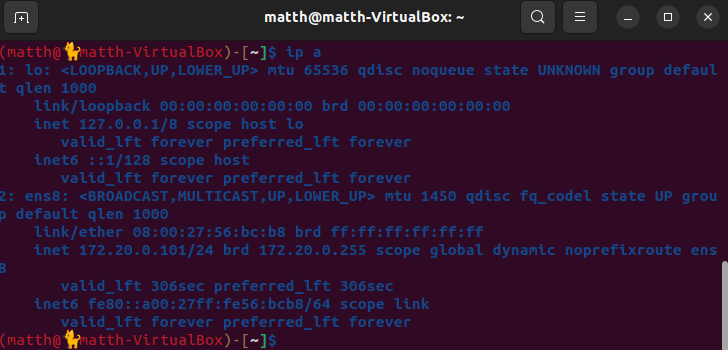 matth@matth-VirtualBox: ~
(matth@🐈matth-VirtualBox)-[~]$ ip a
1: lo: <LOOPBACK,UP,LOWER_UP> mtu 65536 qdisc noqueue state UNKNOWN group defaul
t qlen 1000
    link/loopback 00:00:00:00:00:00 brd 00:00:00:00:00:00
    inet 127.0.0.1/8 scope host lo
       valid_lft forever preferred_lft forever
    inet6 ::1/128 scope host
       valid_lft forever preferred_lft forever
2: ens8: <BROADCAST,MULTICAST,UP,LOWER_UP> mtu 1450 qdisc fq_codel state UP grou
p default qlen 1000
    link/ether 08:00:27:56:bc:b8 brd ff:ff:ff:ff:ff:ff
    inet 172.20.0.101/24 brd 172.20.0.255 scope global dynamic noprefixroute ens
8
       valid_lft 306sec preferred_lft 306sec
    inet6 fe80::a00:27ff:fe56:bcb8/64 scope link
       valid_lft forever preferred_lft forever
(matth@🐈matth-VirtualBox)-[~]$